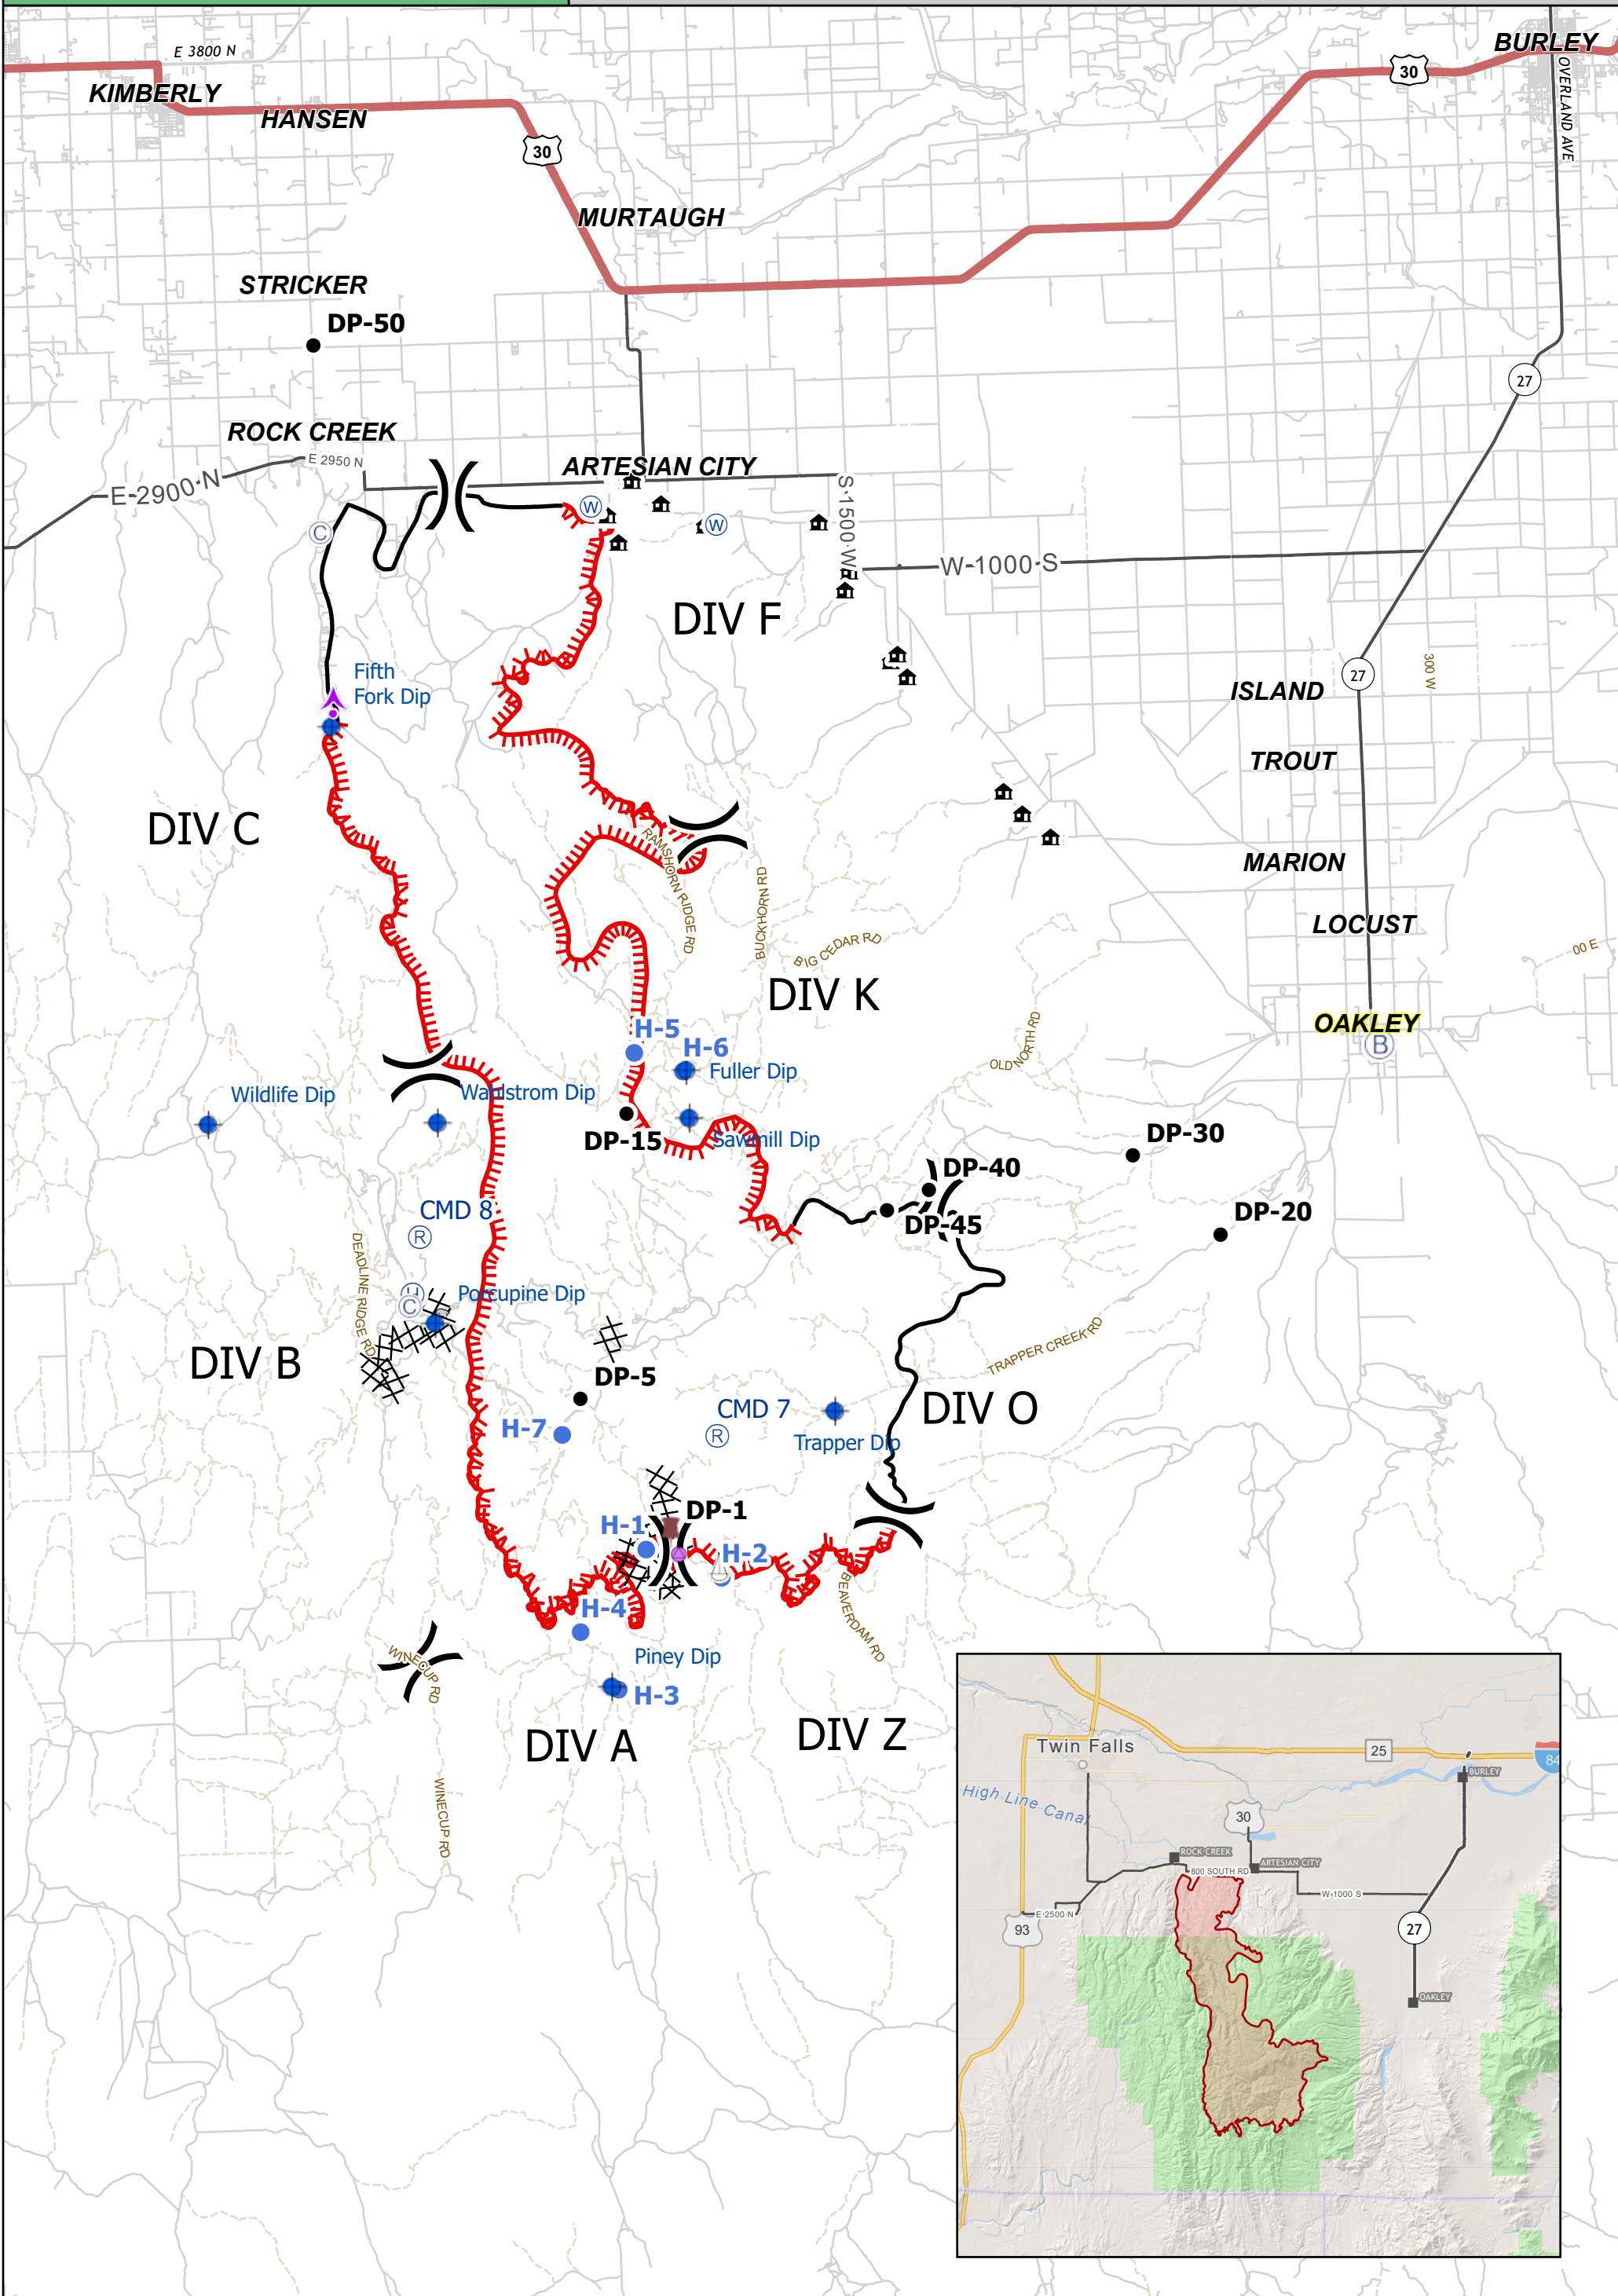 E 3800 N
KIMBERLY
HANSEN
30
MURTAUGH
30
BURLEY
OVERLAND AVE
STRICKER
DP-50
27
ROCK CREEK
E 2950 N
E-2900-N
ARTESIAN CITY
S 1500 W
W-1000-S
C
W
W
DIV F
Fifth
Fork Dip
27
300 W
ISLAND
TROUT
MARION
LOCUST
00 E
OAKLEY
B
DIV C
RAMSHORN RIDGE RD
BUCKHORN RD
BIG CEDAR RD
DIV K
OLD NORTH RD
H-5
H-6
Fuller Dip
Wildlife Dip
Wahlstrom Dip
DP-15
Sawmill Dip
DP-30
DP-40
DP-45
DP-20
CMD 8
R
DEADLINE RIDGE RD
H
C
Porcupine Dip
DIV B
DP-5
H-7
CMD 7
R
Trapper Dip
TRAPPER CREEK RD
DIV O
DP-1
H-1
H-2
H-4
BEAVERDAM RD
WINECUP RD
Piney Dip
H-3
DIV A
DIV Z
WINECUP RD
Twin Falls
25
84
BURLEY
High Line Canal
30
ROCK CREEK
ARTESIAN CITY
800 SOUTH RD
W-1000 S
E-2500 N
93
27
OAKLEY